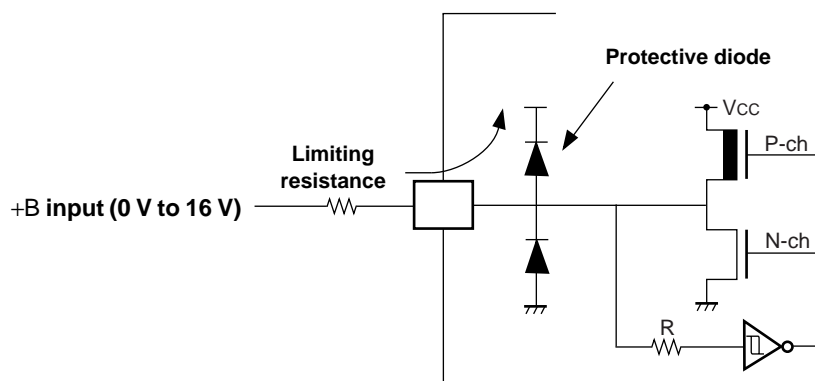 Protective diode
VCC
P-ch
Limiting
resistance
+B input (0 V to 16 V)
N-ch
R